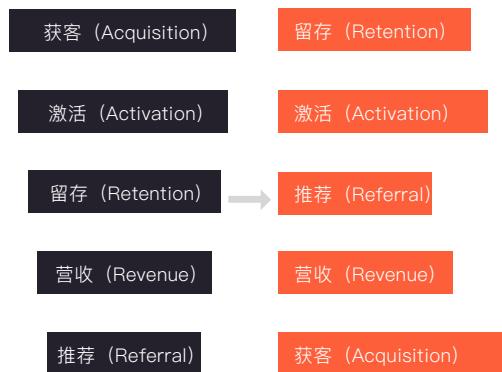 获客（Acquisition）
留存（Retention）
激活（Activation）
激活（Activation）
留存（Retention）
推荐（Referral）
营收（Revenue）
营收（Revenue）
推荐（Referral）
获客（Acquisition）